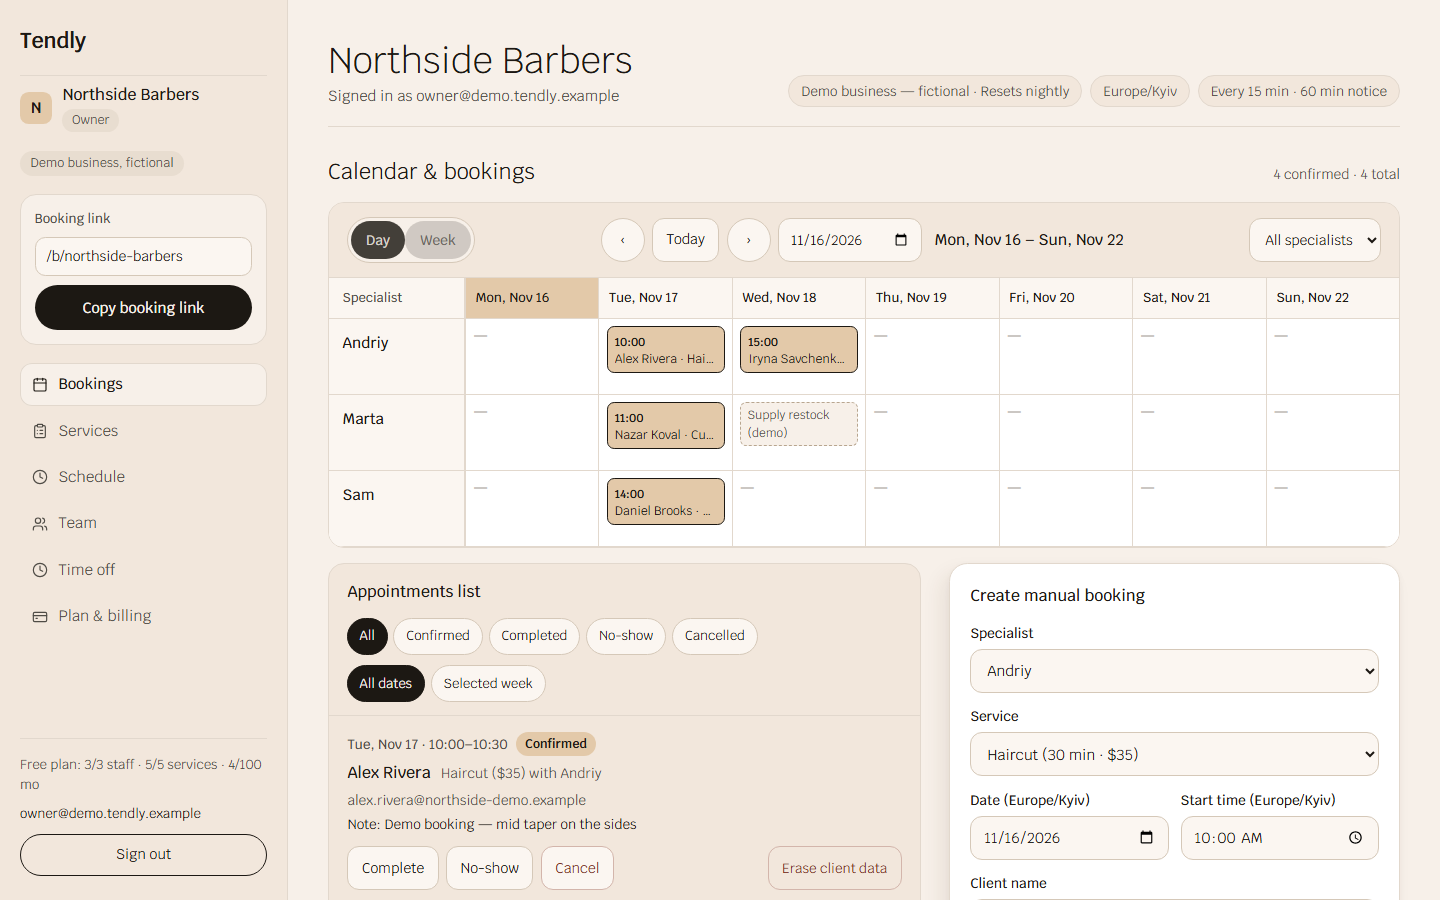 Tendly
N
Northside Barbers
Owner
Demo business, fictional
Booking link
/b/northside-barbers
Copy booking link
Bookings
Services
Schedule
Team
Time off
Plan & billing
Free plan: 3/3 staff · 5/5 services · 4/100
mo
owner@demo.tendly.example
Sign out
Northside Barbers
Signed in as owner@demo.tendly.example
Demo business — fictional · Resets nightly
Europe/Kyiv
Every 15 min · 60 min notice
Calendar & bookings
4 confirmed · 4 total
Day
Week
‹
Today
›
11/16/2026
Mon, Nov 16 – Sun, Nov 22
All specialists
Specialist
Mon, Nov 16
Tue, Nov 17
Wed, Nov 18
Thu, Nov 19
Fri, Nov 20
Sat, Nov 21
Sun, Nov 22
Andriy
—
10:00
Alex Rivera · Hai...
15:00
Iryna Savchenk...
—
—
—
—
Marta
—
11:00
Nazar Koval · Cu...
Supply restock
(demo)
—
—
—
—
Sam
—
14:00
Daniel Brooks · ...
—
—
—
—
—
Appointments list
All
Confirmed
Completed
No-show
Cancelled
All dates
Selected week
Tue, Nov 17 · 10:00–10:30
Confirmed
Alex Rivera
Haircut ($35) with Andriy
alex.rivera@northside-demo.example
Note: Demo booking — mid taper on the sides
Complete
No-show
Cancel
Erase client data
Create manual booking
Specialist
Andriy
Service
Haircut (30 min · $35)
Date (Europe/Kyiv)
Start time (Europe/Kyiv)
11/16/2026
10:00 AM
Client name